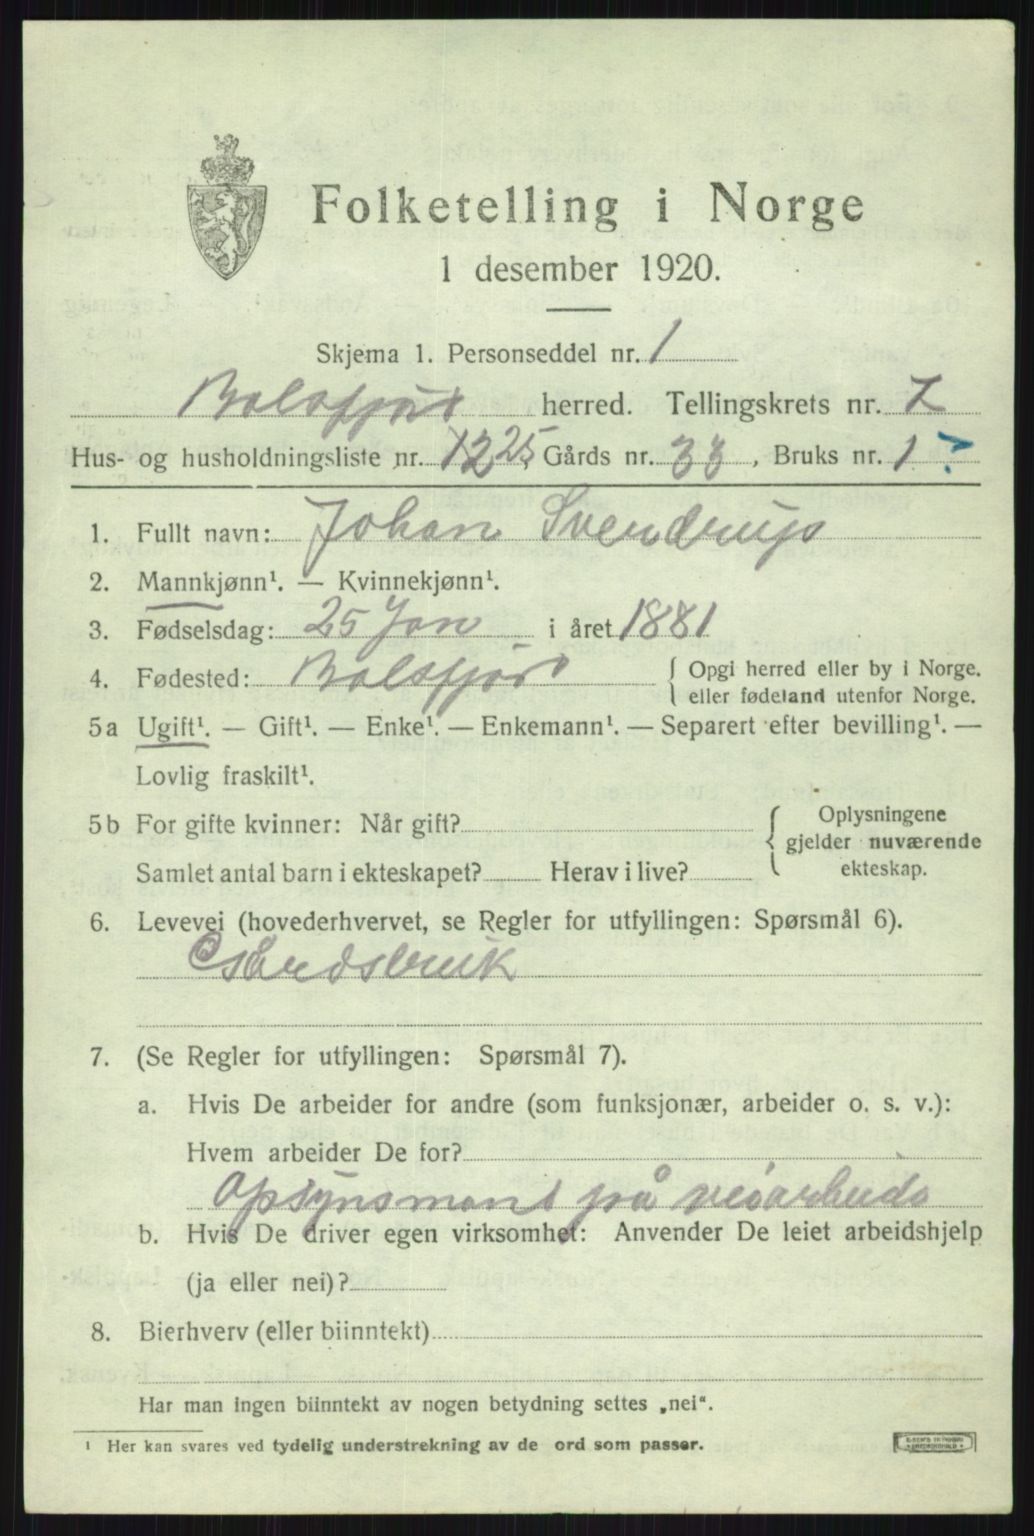 Folketelling i Norge
1 desember 1920.
Skjema 1. Personseddel nr. 1
Balsfjord herred. Tellingskrets nr. 7
Hus- og husholdningsliste nr. 25, Gårds nr. 33, Bruks nr. 1 ?
1. Fullt navn: Johan Svendrup
2. Mannkjønn¹. — Kvinnekjønn¹.
3. Fødselsdag: 25 Jan i året 1881
4. Fødested: Balsfjord { Opgi herred eller by i Norge.
eller fødeland utenfor Norge.
5a Ugift¹. — Gift¹. — Enke¹. — Enkemann¹. — Separert efter bevilling¹. —
Lovlig fraskilt¹.
5b For gifte kvinner: Når gift?
Samlet antal barn i ekteskapet? Herav i live?
{ Oplysningene
gjelder nuværende
ekteskap.
6. Levevei (hovederhvervet, se Regler for utfyllingen: Spørsmål 6).
7. (Se Regler for utfyllingen: Spørsmål 7).
a. Hvis De arbeider for andre (som funksjonær, arbeider o. s. v.):
Hvem arbeider De for?
opsynsmand på veiarbeide
b. Hvis De driver egen virksomhet: Anvender De leiet arbeidshjelp
(ja eller nei)?
8. Bierhverv (eller biinntekt)
Har man ingen biinntekt av nogen betydning settes „nei".
¹ Her kan svares ved tydelig understrekning av de ord som passer.